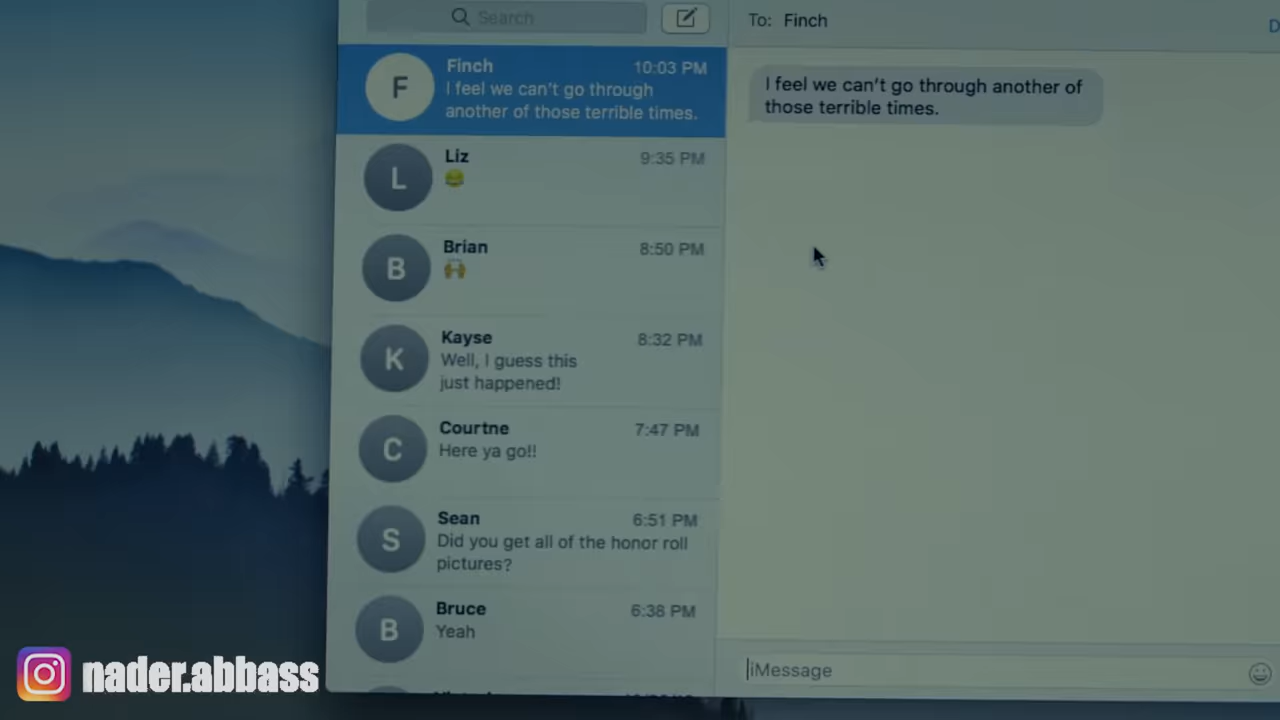 Search
To: Finch
D
Finch 10:03 PM
I feel we can't go through
another of those terrible times.
I feel we can't go through another of
those terrible times.
L
Liz 9:35 PM
B
Brian 8:50 PM
K
Kayse 8:32 PM
Well, I guess this
just happened!
C
Courtne 7:47 PM
Here ya go!!
S
Sean 6:51 PM
Did you get all of the honor roll
pictures?
B
Bruce 6:38 PM
Yeah
F
iMessage
nader.abbass